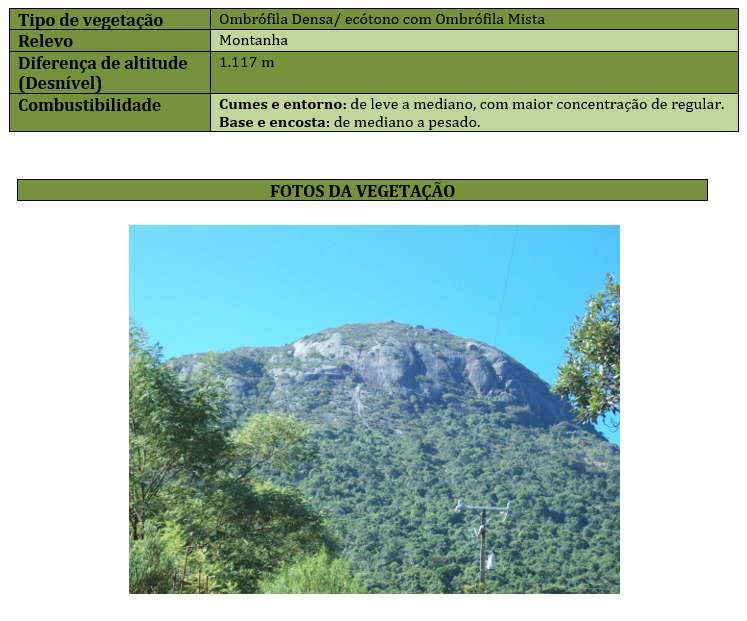 Tipo de vegetação Ombrófila Densa/ ecótono com Ombrófila Mista
Relevo Montanha
Diferença de altitude 1.117 m
(Desnível)
Combustibilidade Cumes e entorno: de leve a mediano, com maior concentração de regular.
Base e encosta: de mediano a pesado.
FOTOS DA VEGETAÇÃO